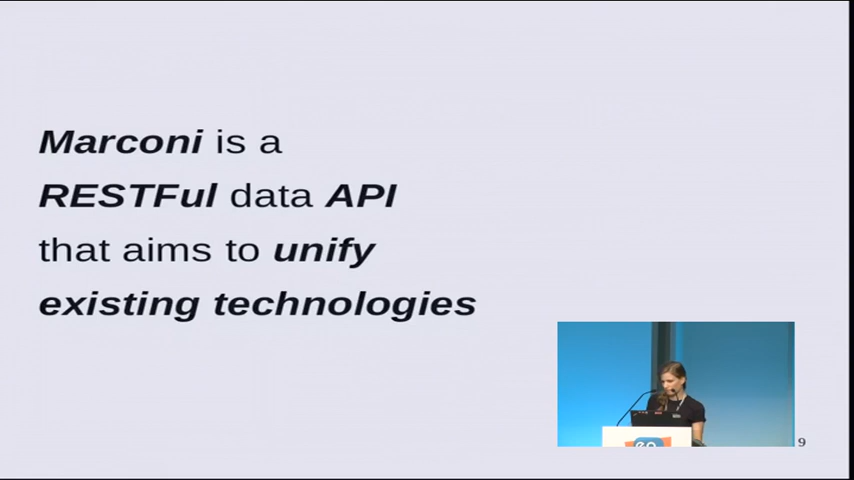 Marconi is a
RESTFul data API
that aims to unify
existing technologies
9